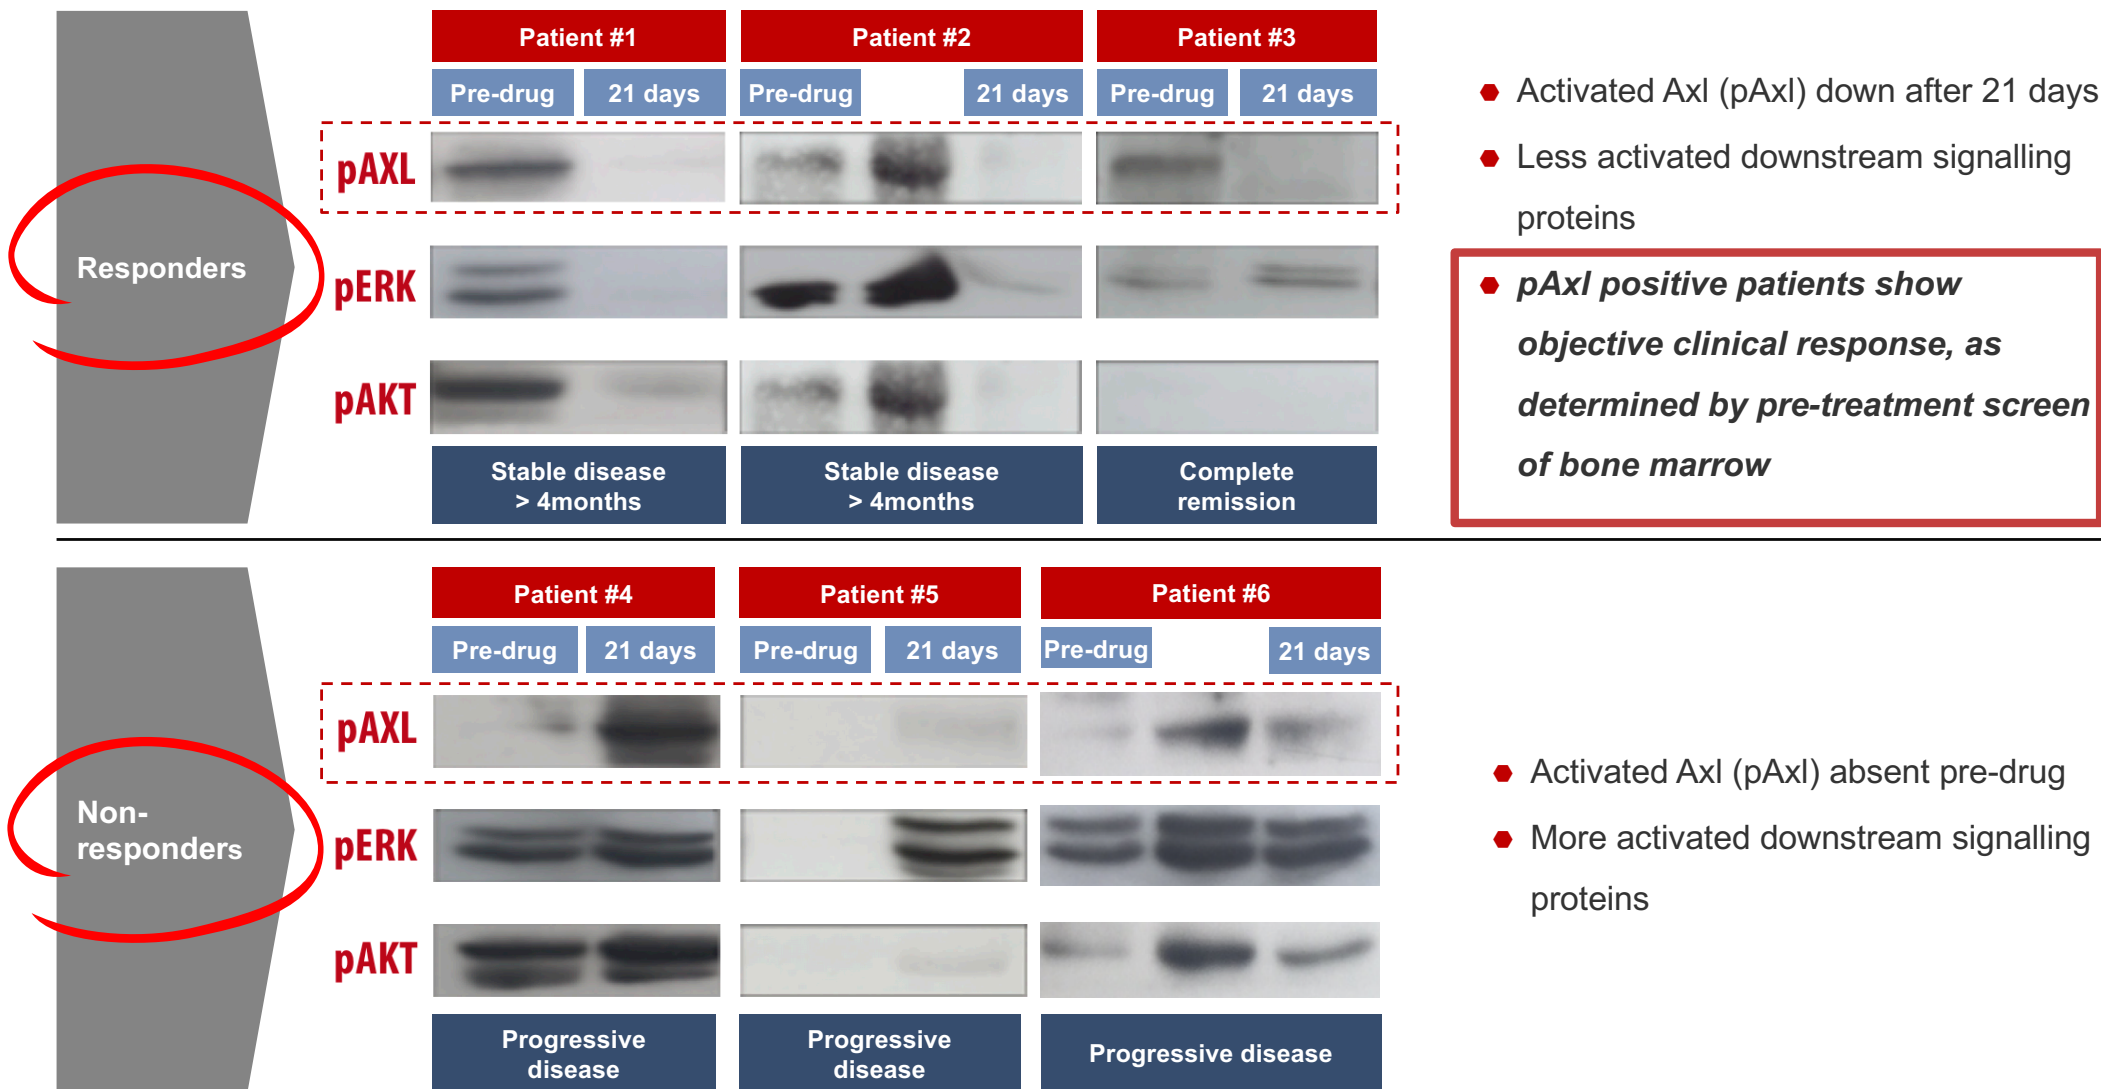 Patient #1
Patient #2
Patient #3
Pre-drug
21 days
Pre-drug
21 days
Pre-drug
21 days
pAXL
pERK
pAKT
Responders
Stable disease
> 4months
Stable disease
> 4months
Complete
remission
Activated Axl (pAxl) down after 21 days
Less activated downstream signalling
proteins
pAxl positive patients show
objective clinical response, as
determined by pre-treatment screen
of bone marrow
Patient #4
Patient #5
Patient #6
Pre-drug
21 days
Pre-drug
21 days
Pre-drug
21 days
pAXL
pERK
pAKT
Non-
responders
Progressive
disease
Progressive
disease
Progressive disease
Activated Axl (pAxl) absent pre-drug
More activated downstream signalling
proteins